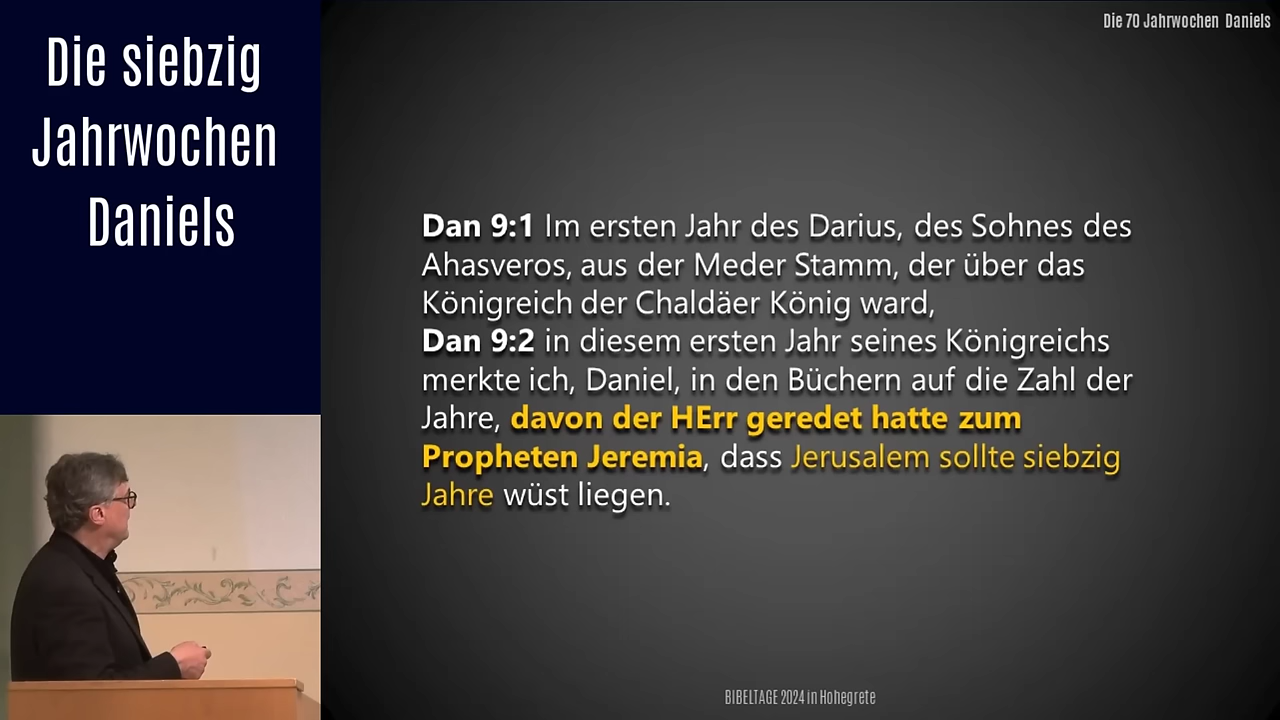 Die siebzig
Jahrwochen
Daniels
Die 70 Jahrwochen Daniels
Dan 9:1 Im ersten Jahr des Darius, des Sohnes des
Ahasveros, aus der Meder Stamm, der über das
Königreich der Chaldäer König ward,
Dan 9:2 in diesem ersten Jahr seines Königreichs
merkte ich, Daniel, in den Büchern auf die Zahl der
Jahre, davon der HErr geredet hatte zum
Propheten Jeremia, dass Jerusalem sollte siebzig
Jahre wüst liegen.
BIBELTAGE 2024 in Hohegrete